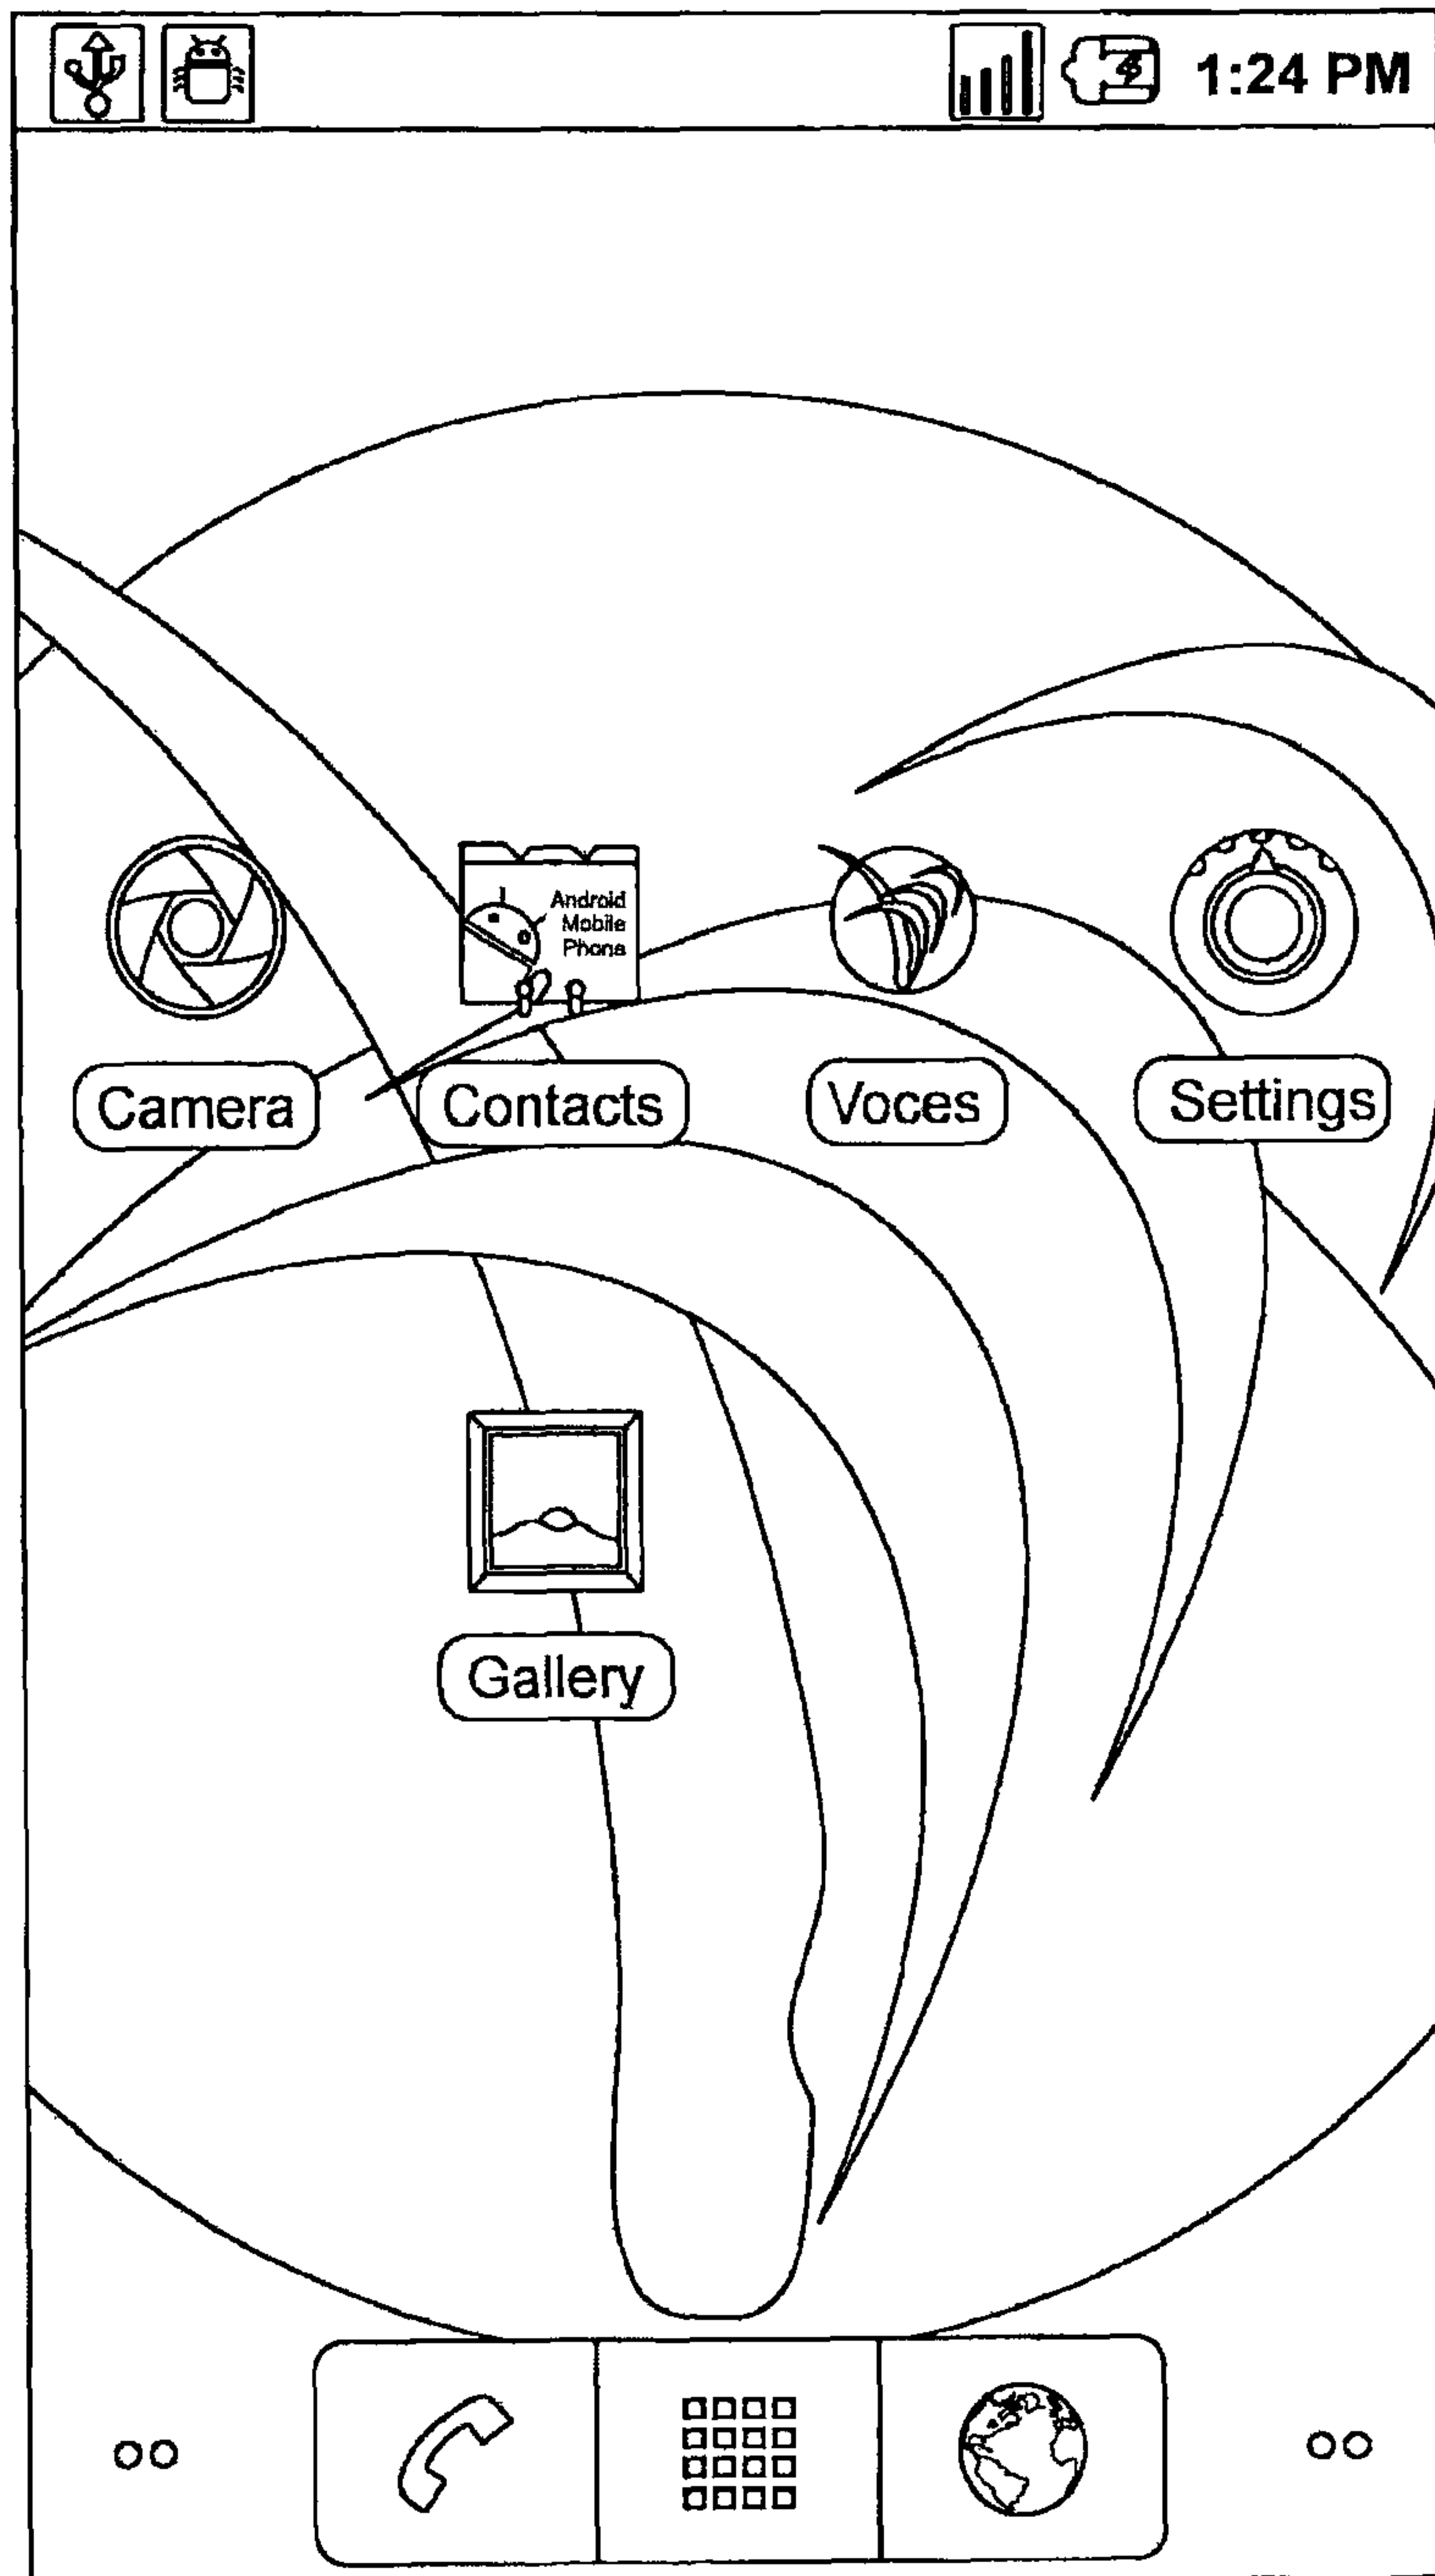 1:24 PM
Android
Mobile
Phone
Camera
Contacts
Voces
Settings
Gallery